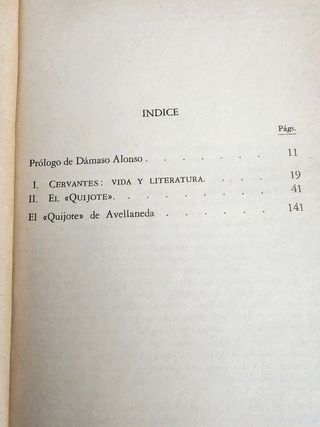 INDICE
Págs.
Prólogo de Dámaso Alonso . . . . . . 11
I. CERVANTES: VIDA Y LITERATURA. . . . . 19
II. EL «QUIJOTE». . . . . . . . 41
El «Quijote» de Avellaneda . . . . . . 141